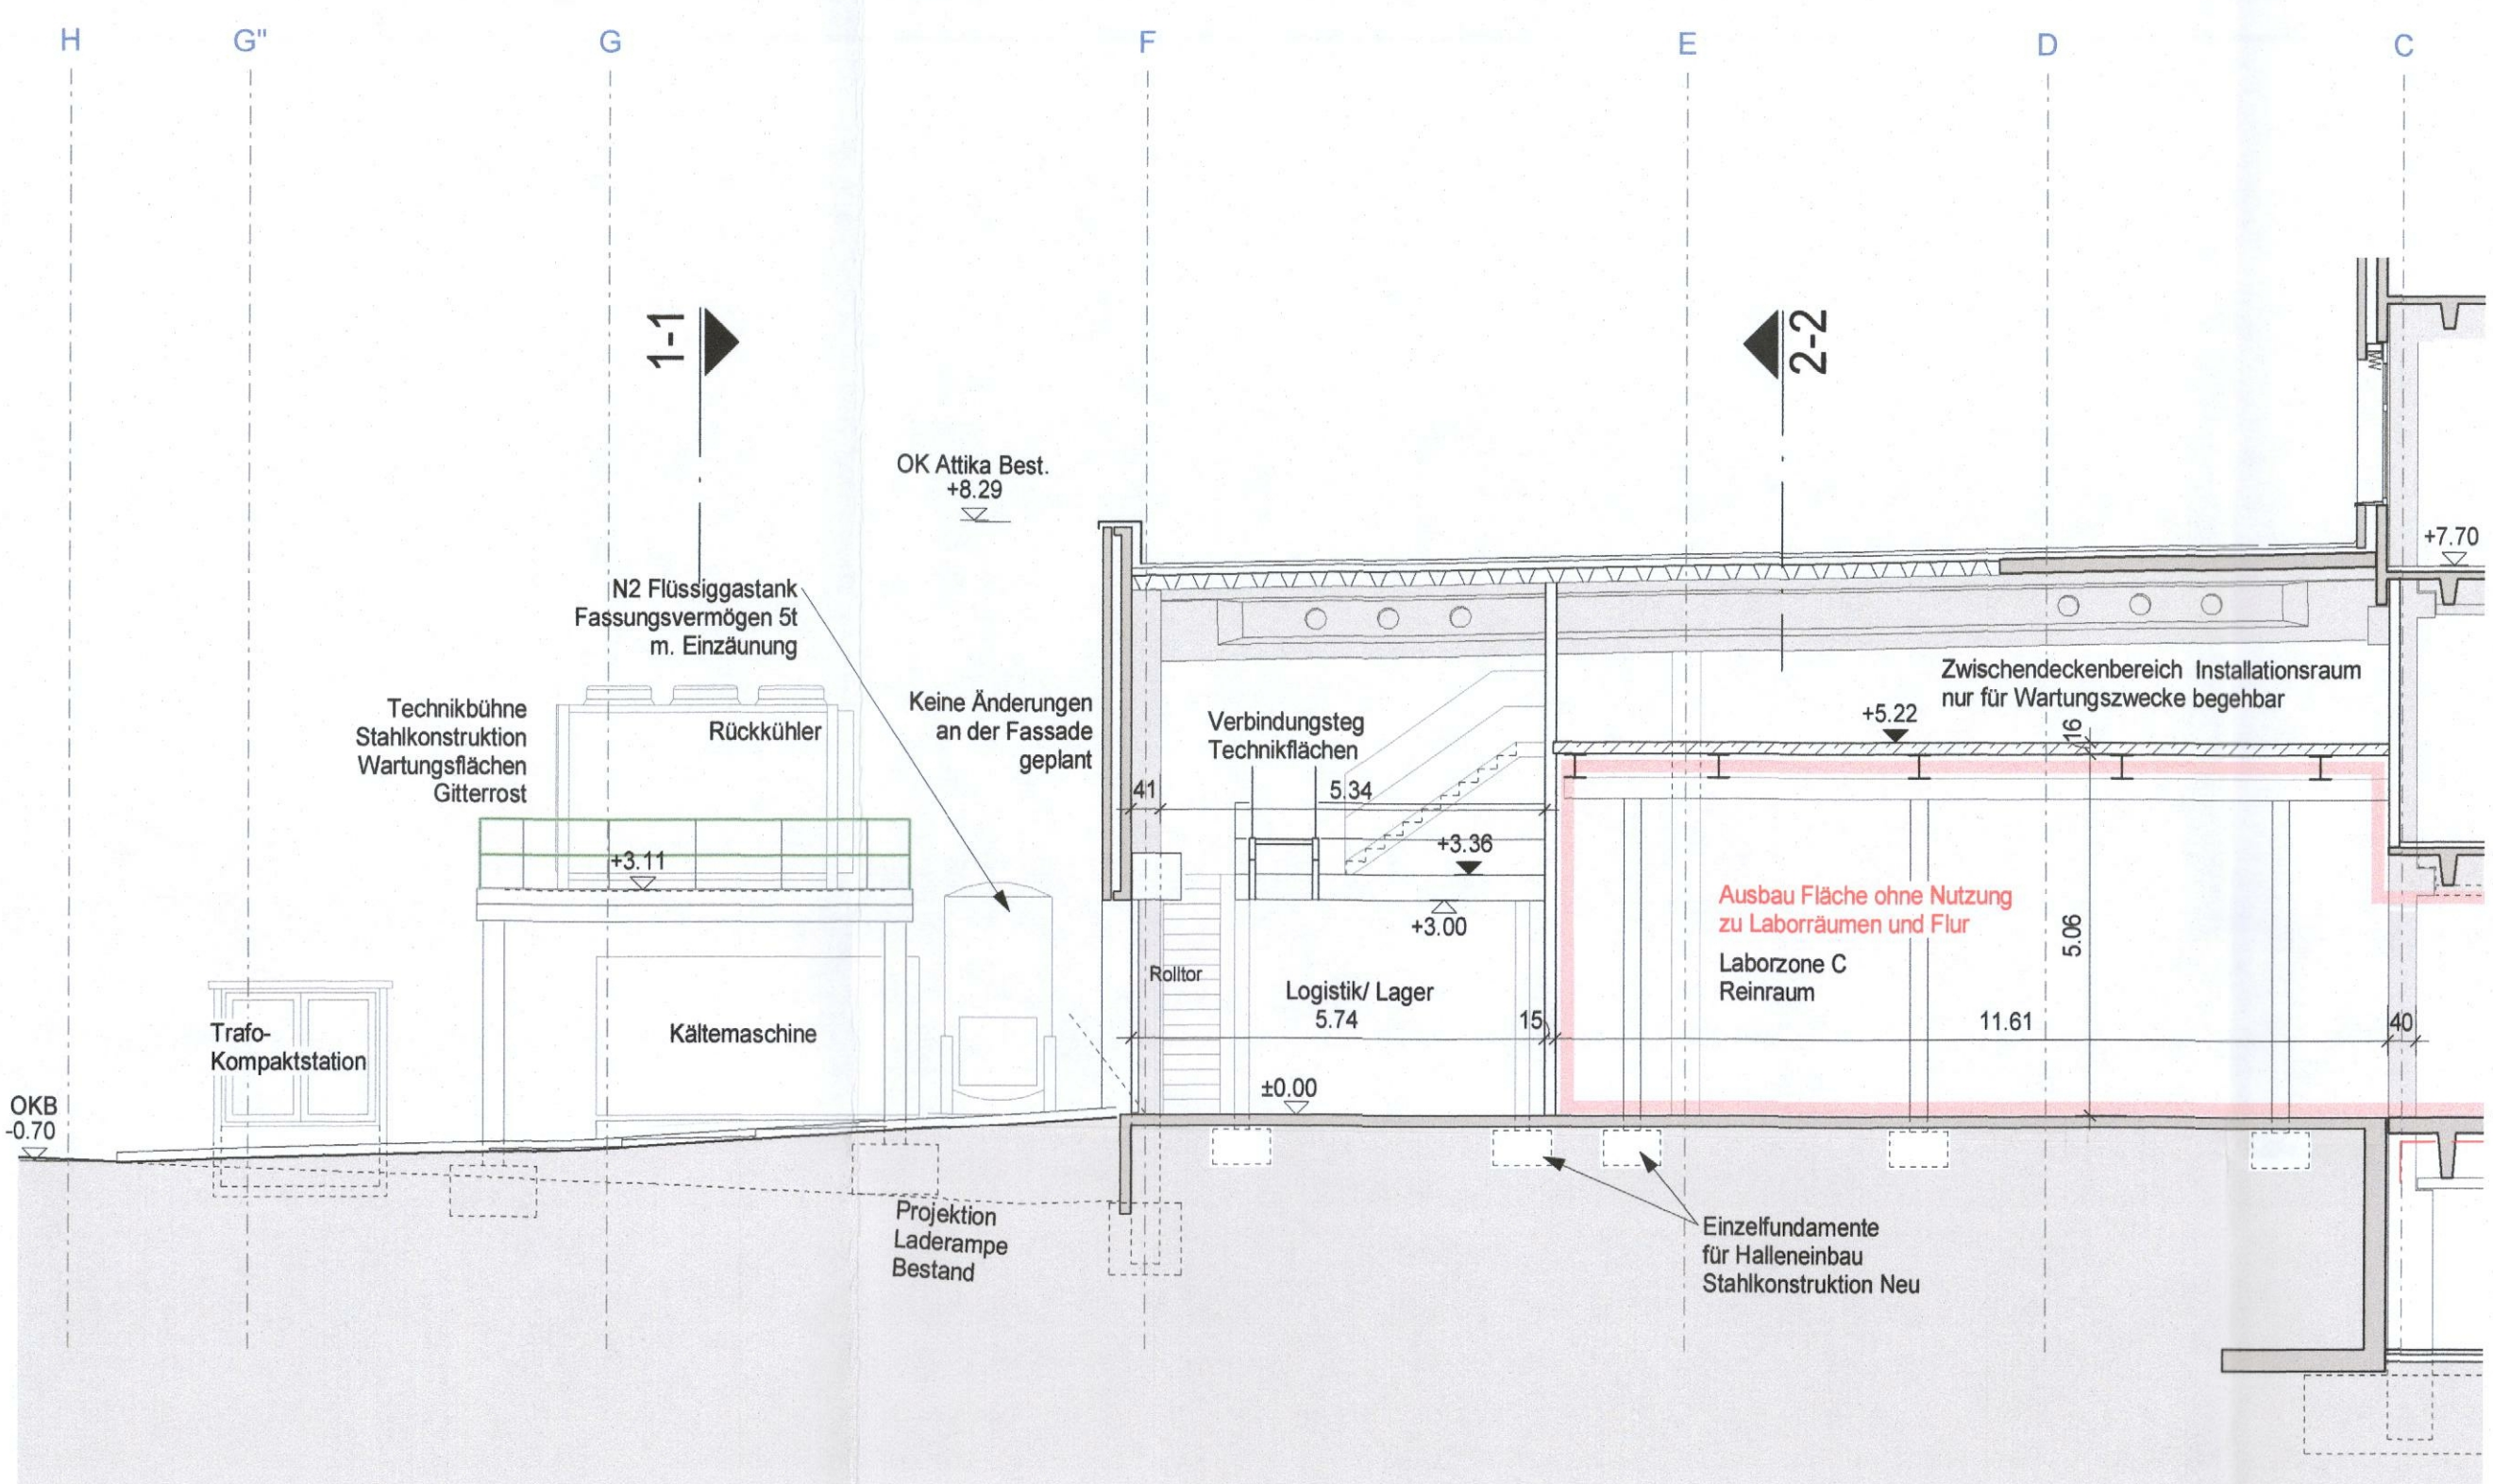 H
G"
G
F
E
D
C
1-1
2-2
OK Attika Best.
+8.29
+7.70
N2 Flüssiggastank
Fassungsvermögen 5t
m. Einzäunung
Technikbühne
Stahlkonstruktion
Wartungsflächen
Gitterrost
Rückkühler
Keine Änderungen
an der Fassade
geplant
Verbindungsteg
Technikflächen
Zwischendeckenbereich Installationsraum
nur für Wartungszwecke begehbar
+5.22
16
41
5.34
+3.11
+3.36
+3.00
Ausbau Fläche ohne Nutzung
zu Laborräumen und Flur
Laborzone C
Reinraum
5.06
Rolltor
Logistik/ Lager
5.74
15
11.61
40
Trafo-
Kompaktstation
Kältemaschine
±0.00
OKB
-0.70
Projektion
Laderampe
Bestand
Einzelfundamente
für Halleneinbau
Stahlkonstruktion Neu